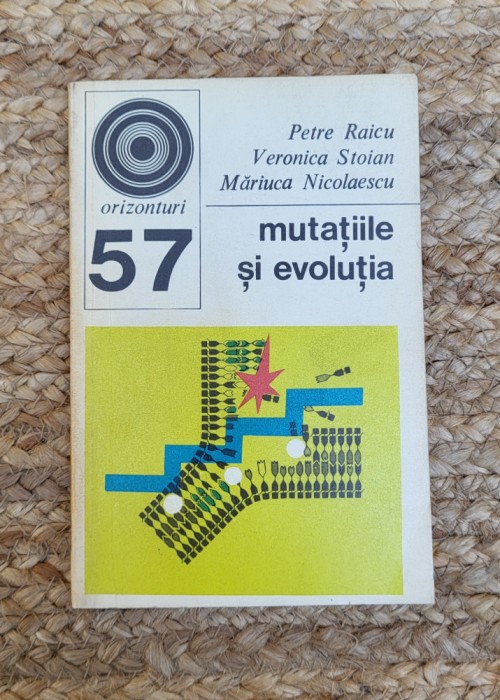 Petre Raicu
Veronica Stoian
Măriuca Nicolaescu
orizonturi
57
mutațiile
și evoluția